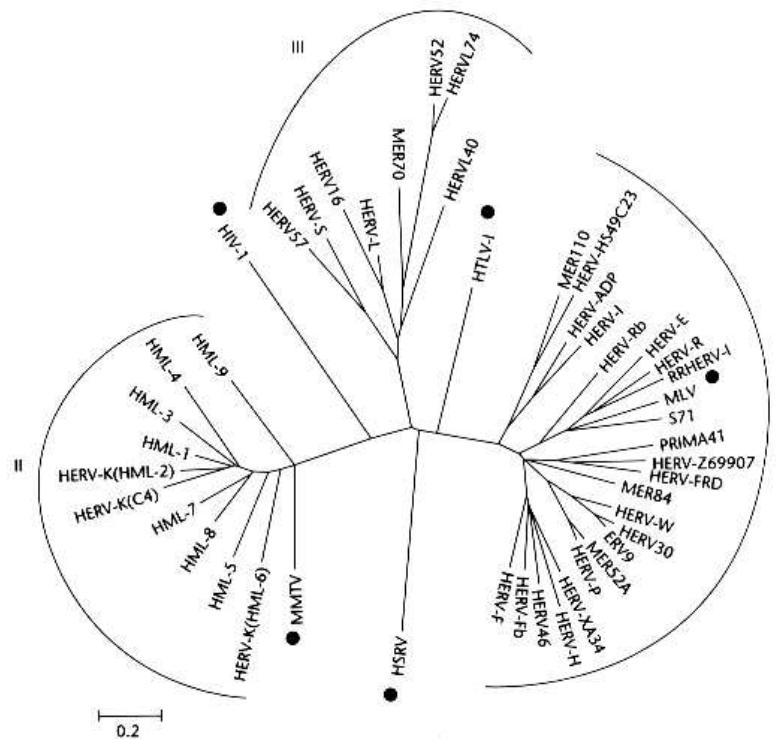 III
HERV52
HERVL74
MER70
HERVL40
HERV16
HERV-S
HERV-L
HERV57
HIV-1
HTLV-I
MER110
HERV-HS49C23
HERV-ADP
HERV-I
HERV-Rb
HERV-E
HERV-R
RRHERV-I
MLV
S71
PRIMA41
HERV-Z69907
HERV-FRD
MER84
HERV-W
HERV30
ERV9
MER52A
HERV-P
HERV-XA34
HERV-H
HERV46
HERV-Fb
HERV-F
HSRV
MMTV
HERV-K(HML-6)
HML-5
HML-8
HML-7
HERV-K(C4)
HERV-K(HML-2)
HML-1
HML-3
HML-4
HML-9
II
0.2